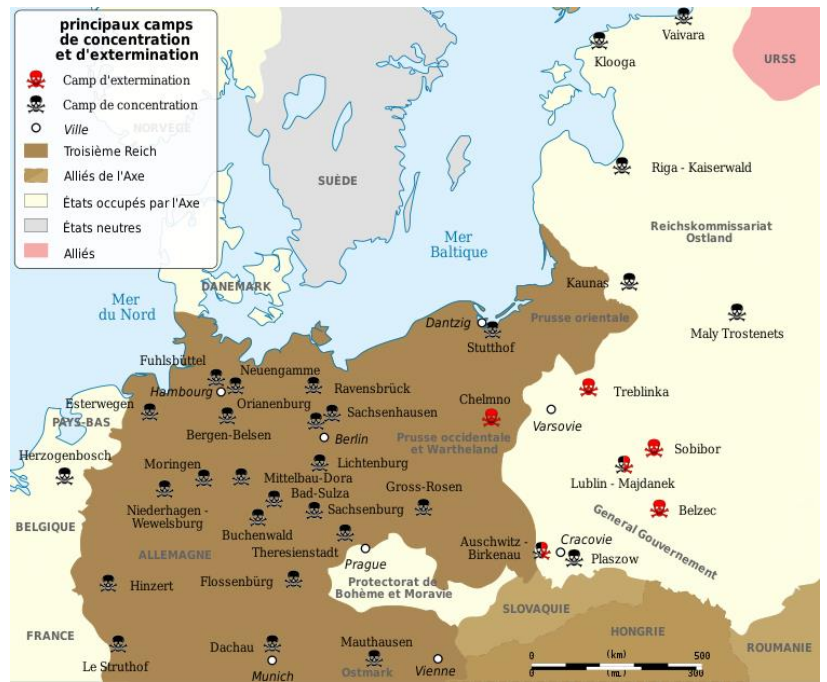 principaux camps
de concentration
et d'extermination
Camp d'extermination
Camp de concentration
Ville
Troisième Reich
Alliés de l'Axe
États occupés par l'Axe
États neutres
Alliés
NORVÈGE
SUÈDE
Vaivara
Klooga
URSS
Riga - Kaiserwald
Reichskommissariat
Ostland
Mer
Baltique
DANEMARK
Mer
du Nord
Kaunas
Maly Trostenets
Prusse orientale
Dantzig
Stutthof
Fuhlsbüttel
Neuengamme
Hambourg
Ravensbrück
Orianenburg
Esterwegen
Sachsenhausen
Chelmno
Treblinka
PAYS-BAS
Bergen-Belsen
Berlin
Varsovie
Prusse occidentale
et Wartheland
Herzogenbosch
Sobibor
Moringen
Lichtenburg
Lublin - Majdanek
Mittelbau-Dora
Bad-Sulza
Gross-Rosen
Niederhagen -
Wewelsburg
Sachsenburg
Belzec
BELGIQUE
Buchenwald
General Gouvernement
ALLEMAGNE
Theresienstadt
Auschwitz -
Birkenau
Cracovie
Prague
Plaszow
Hinzert
Flossenbürg
Protectorat de
Bohème et Moravie
SLOVAQUIE
FRANCE
HONGRIE
Dachau
Mauthausen
ROUMANIE
Le Struthof
Munich
Ostmark
Vienne
0 (km) 500
0 (mi) 300